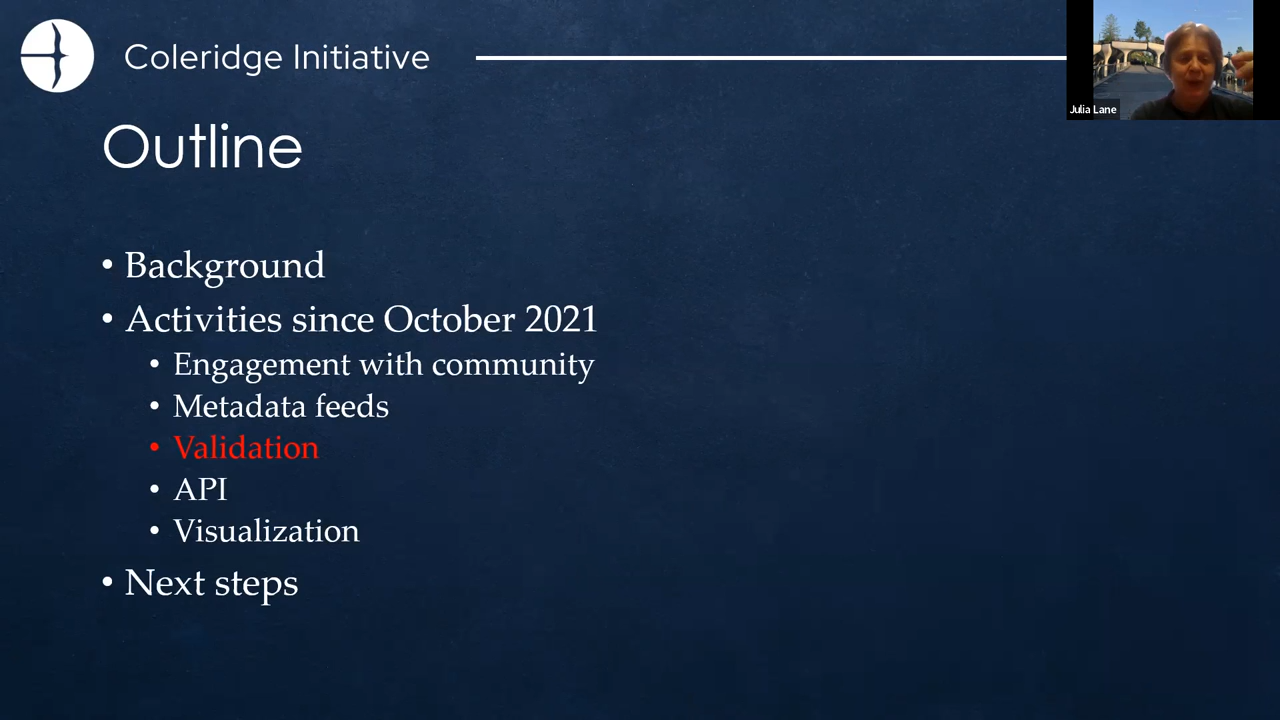 Coleridge Initiative
Julia Lane
Outline
• Background
• Activities since October 2021
• Engagement with community
• Metadata feeds
• Validation
• API
• Visualization
• Next steps